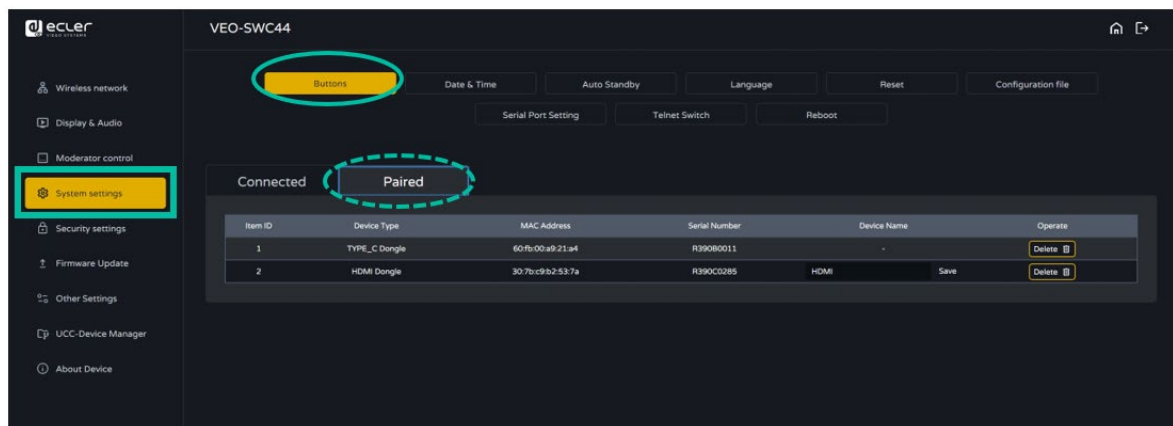 ecler
VIDEO SYSTEMS
VEO-SWC44
Wireless network
Display & Audio
Moderator control
System settings
Security settings
Firmware Update
Other Settings
UCC-Device Manager
About Device
Buttons Date & Time Auto Standby Language Reset Configuration file
Serial Port Setting Telnet Switch Reboot
Connected Paired
Item ID Device Type MAC Address Serial Number Device Name Operate
1 TYPE_C Dongle 60:fb:00:a9:21:a4 R390B0011 - Delete
2 HDMI Dongle 30:7b:c9:b2:53:7a R390C0285 HDMI Save Delete